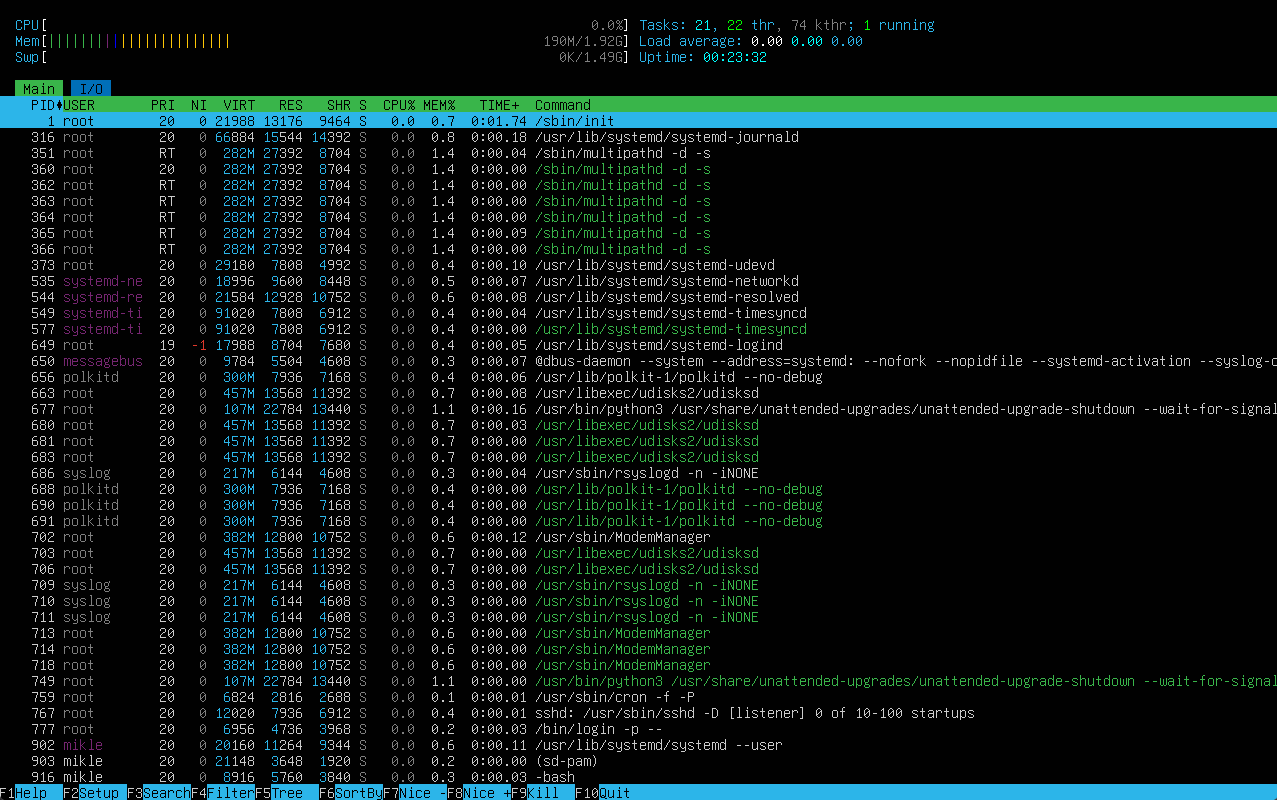 CPU[ 0.0%] Tasks: 21, 22 thr, 74 kthr; 1 running
Mem[||||||||||||||||||||||| 190M/1.92G] Load average: 0.00 0.00 0.00
Swp[ 0K/1.49G] Uptime: 00:23:32
Main I/O
PID♦USER PRI NI VIRT RES SHR S CPU% MEM% TIME+ Command
1 root 20 0 21988 13176 9464 S 0.0 0.7 0:01.74 /sbin/init
316 root 20 0 66884 15544 14392 S 0.0 0.8 0:00.18 /usr/lib/systemd/systemd-journald
351 root RT 0 282M 27392 8704 S 0.0 1.4 0:00.04 /sbin/multipathd -d -s
360 root 20 0 282M 27392 8704 S 0.0 1.4 0:00.00 /sbin/multipathd -d -s
362 root RT 0 282M 27392 8704 S 0.0 1.4 0:00.00 /sbin/multipathd -d -s
363 root RT 0 282M 27392 8704 S 0.0 1.4 0:00.00 /sbin/multipathd -d -s
364 root RT 0 282M 27392 8704 S 0.0 1.4 0:00.00 /sbin/multipathd -d -s
365 root RT 0 282M 27392 8704 S 0.0 1.4 0:00.09 /sbin/multipathd -d -s
366 root RT 0 282M 27392 8704 S 0.0 1.4 0:00.00 /sbin/multipathd -d -s
373 root 20 0 29180 7808 4992 S 0.0 0.4 0:00.10 /usr/lib/systemd/systemd-udevd
535 systemd-ne 20 0 18996 9600 8448 S 0.0 0.5 0:00.07 /usr/lib/systemd/systemd-networkd
544 systemd-re 20 0 21584 12928 10752 S 0.0 0.6 0:00.08 /usr/lib/systemd/systemd-resolved
549 systemd-ti 20 0 91020 7808 6912 S 0.0 0.4 0:00.04 /usr/lib/systemd/systemd-timesyncd
577 systemd-ti 20 0 91020 7808 6912 S 0.0 0.4 0:00.00 /usr/lib/systemd/systemd-timesyncd
649 root 19 -1 17988 8704 7680 S 0.0 0.4 0:00.05 /usr/lib/systemd/systemd-logind
650 messagebus 20 0 9784 5504 4608 S 0.0 0.3 0:00.07 @dbus-daemon --system --address=systemd: --nofork --nopidfile --systemd-activation --syslog-o
656 polkitd 20 0 300M 7936 7168 S 0.0 0.4 0:00.06 /usr/lib/polkit-1/polkitd --no-debug
663 root 20 0 457M 13568 11392 S 0.0 0.7 0:00.08 /usr/libexec/udisks2/udisksd
677 root 20 0 107M 22784 13440 S 0.0 1.1 0:00.16 /usr/bin/python3 /usr/share/unattended-upgrades/unattended-upgrade-shutdown --wait-for-signal
680 root 20 0 457M 13568 11392 S 0.0 0.7 0:00.03 /usr/libexec/udisks2/udisksd
681 root 20 0 457M 13568 11392 S 0.0 0.7 0:00.00 /usr/libexec/udisks2/udisksd
683 root 20 0 457M 13568 11392 S 0.0 0.7 0:00.00 /usr/libexec/udisks2/udisksd
686 syslog 20 0 217M 6144 4608 S 0.0 0.3 0:00.04 /usr/sbin/rsyslogd -n -iNONE
688 polkitd 20 0 300M 7936 7168 S 0.0 0.4 0:00.00 /usr/lib/polkit-1/polkitd --no-debug
690 polkitd 20 0 300M 7936 7168 S 0.0 0.4 0:00.00 /usr/lib/polkit-1/polkitd --no-debug
691 polkitd 20 0 300M 7936 7168 S 0.0 0.4 0:00.00 /usr/lib/polkit-1/polkitd --no-debug
702 root 20 0 382M 12800 10752 S 0.0 0.6 0:00.12 /usr/sbin/ModemManager
703 root 20 0 457M 13568 11392 S 0.0 0.7 0:00.00 /usr/libexec/udisks2/udisksd
706 root 20 0 457M 13568 11392 S 0.0 0.7 0:00.00 /usr/libexec/udisks2/udisksd
709 syslog 20 0 217M 6144 4608 S 0.0 0.3 0:00.00 /usr/sbin/rsyslogd -n -iNONE
710 syslog 20 0 217M 6144 4608 S 0.0 0.3 0:00.00 /usr/sbin/rsyslogd -n -iNONE
711 syslog 20 0 217M 6144 4608 S 0.0 0.3 0:00.00 /usr/sbin/rsyslogd -n -iNONE
713 root 20 0 382M 12800 10752 S 0.0 0.6 0:00.00 /usr/sbin/ModemManager
714 root 20 0 382M 12800 10752 S 0.0 0.6 0:00.00 /usr/sbin/ModemManager
718 root 20 0 382M 12800 10752 S 0.0 0.6 0:00.00 /usr/sbin/ModemManager
749 root 20 0 107M 22784 13440 S 0.0 1.1 0:00.00 /usr/bin/python3 /usr/share/unattended-upgrades/unattended-upgrade-shutdown --wait-for-signal
759 root 20 0 6824 2816 2688 S 0.0 0.1 0:00.01 /usr/sbin/cron -f -P
767 root 20 0 12020 7936 6912 S 0.0 0.4 0:00.01 sshd: /usr/sbin/sshd -D [listener] 0 of 10-100 startups
777 root 20 0 6956 4736 3968 S 0.0 0.2 0:00.03 /bin/login -p --
902 mikle 20 0 20160 11264 9344 S 0.0 0.6 0:00.11 /usr/lib/systemd/systemd --user
903 mikle 20 0 21148 3648 1920 S 0.0 0.2 0:00.00 (sd-pam)
916 mikle 20 0 8916 5760 3840 S 0.0 0.3 0:00.03 -bash
F1Help F2Setup F3SearchF4FilterF5Tree F6SortByF7Nice -F8Nice +F9Kill F10Quit